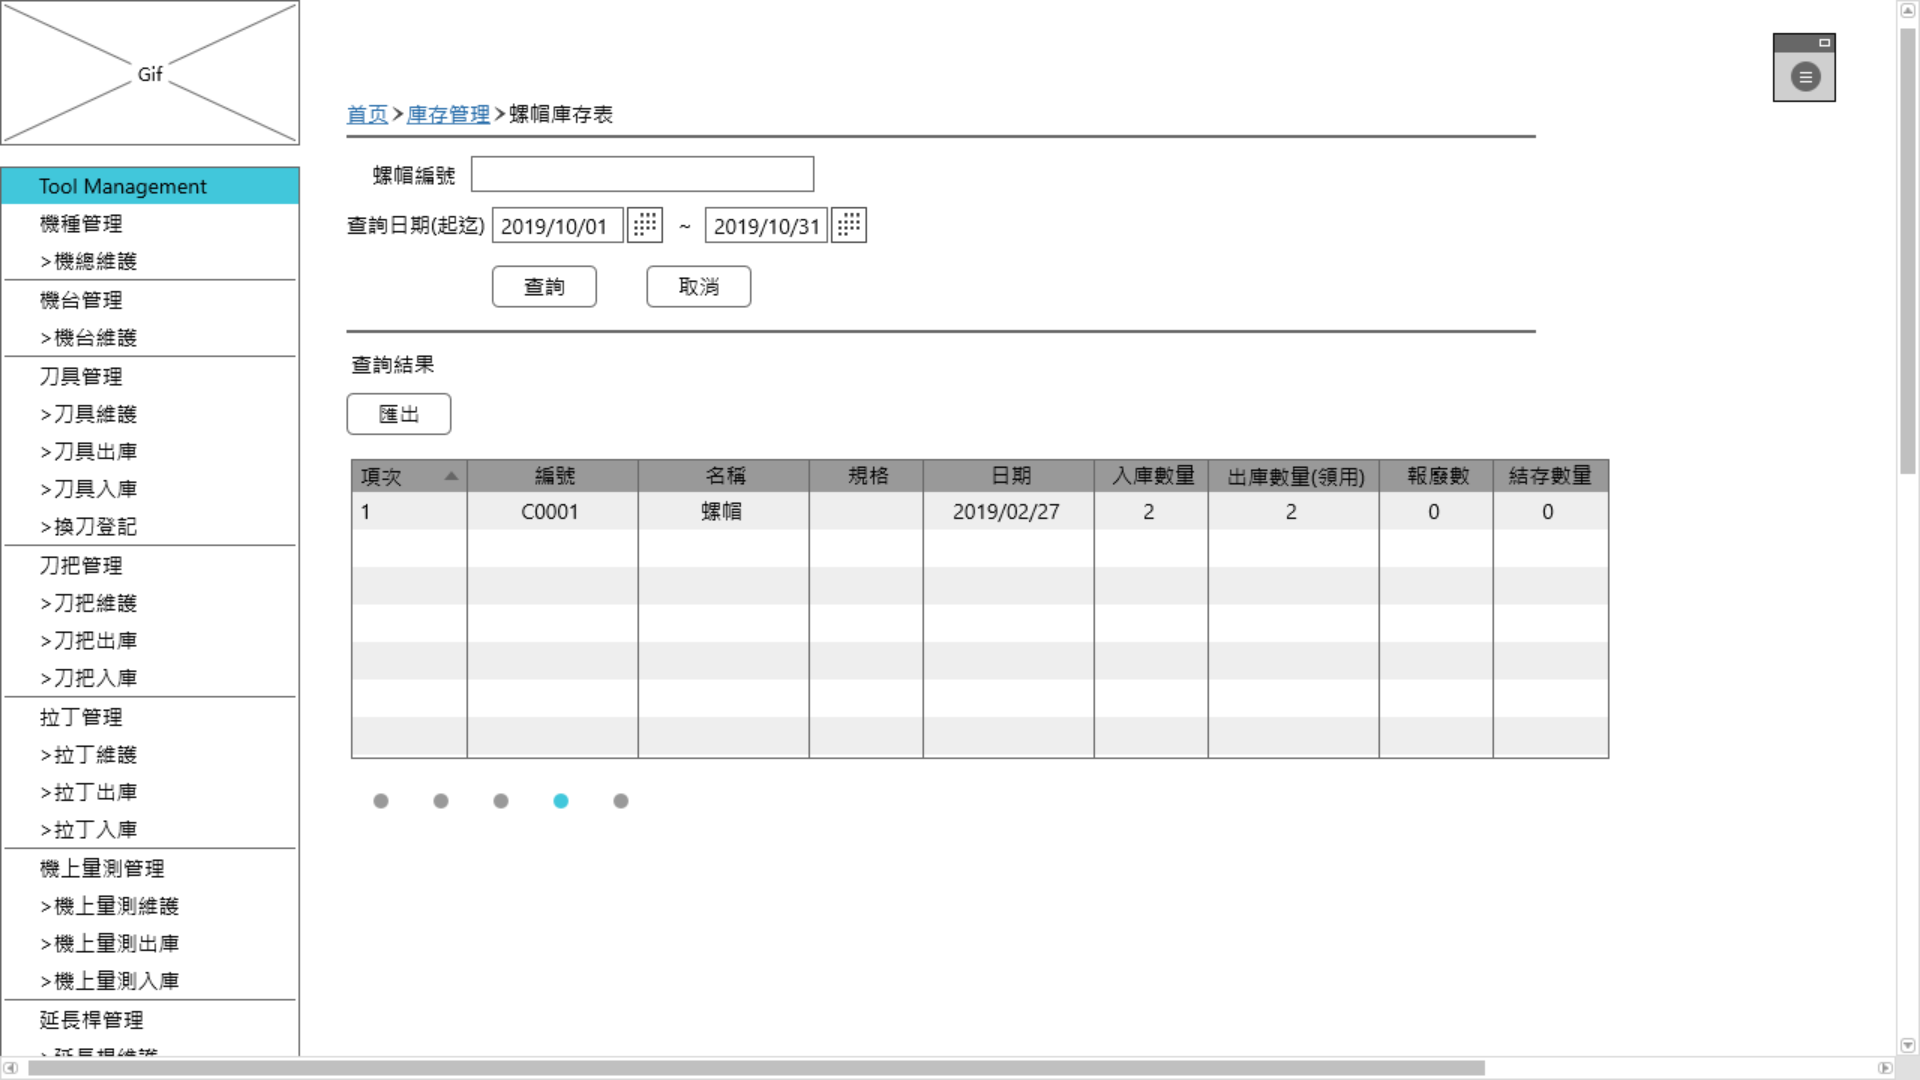 Gif
Tool Management
機種管理
>機總維護
機台管理
>機台維護
刀具管理
>刀具維護
>刀具出庫
>刀具入庫
>換刀登記
刀把管理
>刀把維護
>刀把出庫
>刀把入庫
拉丁管理
>拉丁維護
>拉丁出庫
>拉丁入庫
機上量測管理
>機上量測維護
>機上量測出庫
>機上量測入庫
延長桿管理
>延長桿維護
首页>庫存管理>螺帽庫存表
螺帽編號
查詢日期(起迄) 2019/10/01 ~ 2019/10/31
查詢 取消
查詢結果
匯出
項次 編號 名稱 規格 日期 入庫數量 出庫數量(領用) 報廢數 結存數量
1 C0001 螺帽 2019/02/27 2 2 0 0